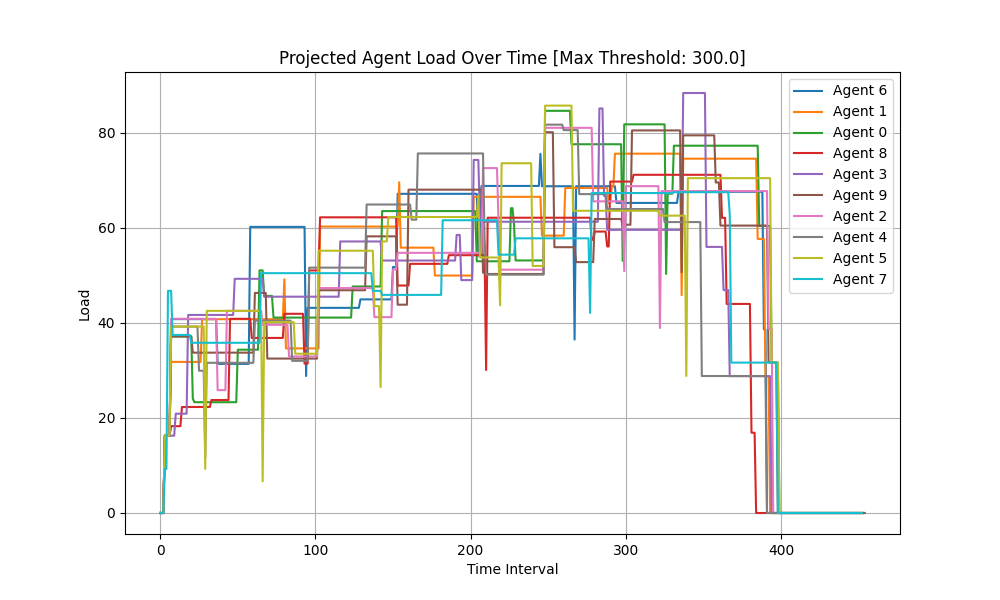 Projected Agent Load Over Time [Max Threshold: 300.0]
Load
80
60
40
20
0
0 100 200 300 400
Time Interval
Agent 6
Agent 1
Agent 0
Agent 8
Agent 3
Agent 9
Agent 2
Agent 4
Agent 5
Agent 7